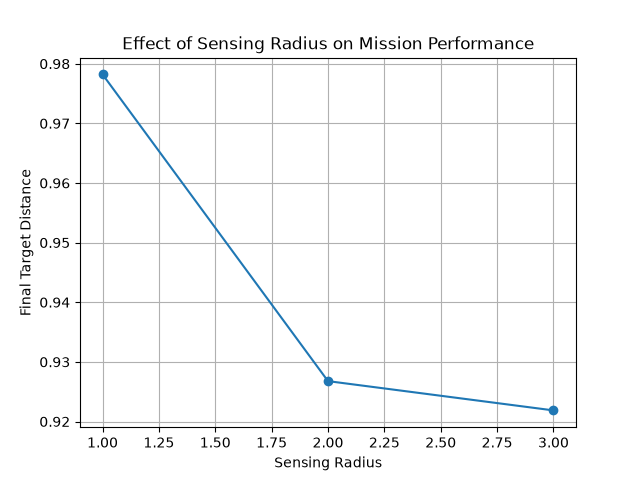 Effect of Sensing Radius on Mission Performance
0.98
0.97
0.96
0.95
0.94
0.93
0.92
Final Target Distance
1.00 1.25 1.50 1.75 2.00 2.25 2.50 2.75 3.00
Sensing Radius